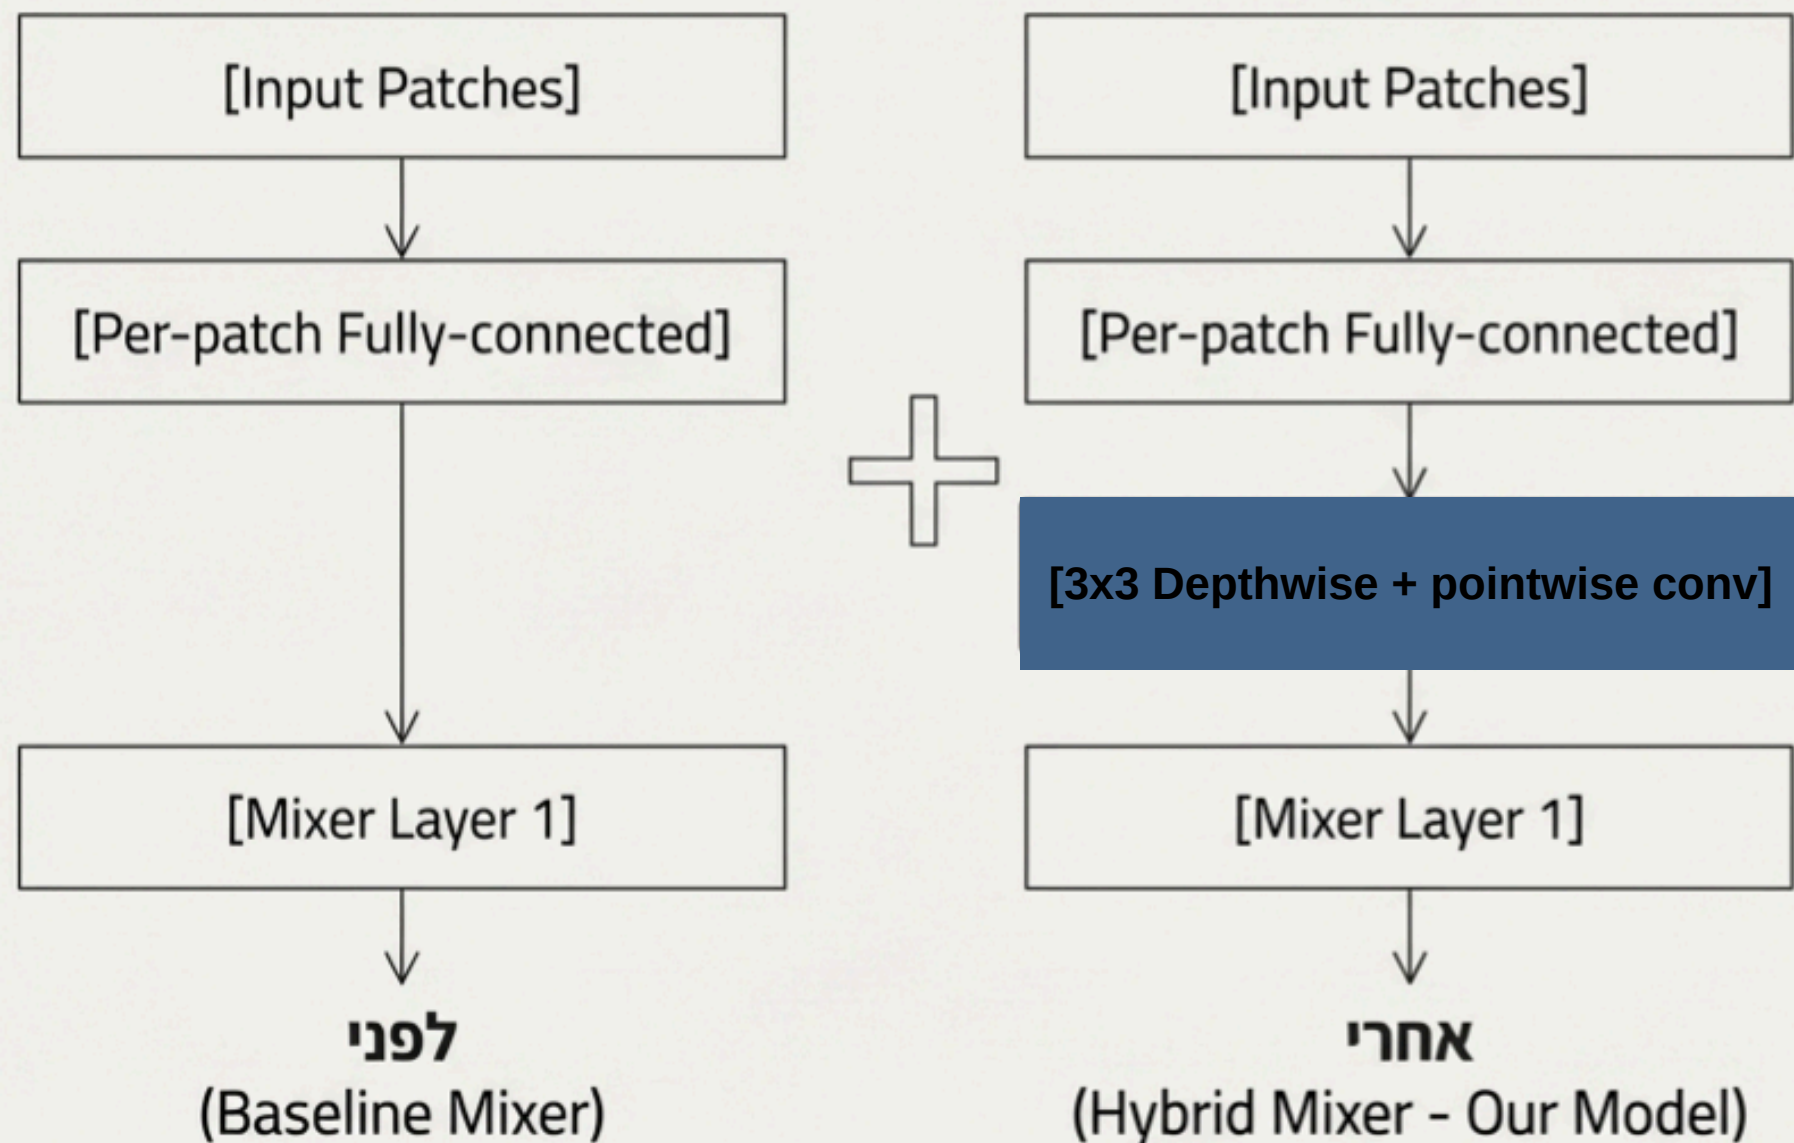 [Input Patches]
[Per-patch Fully-connected]
[Mixer Layer 1]
לפני
(Baseline Mixer)
[Input Patches]
[Per-patch Fully-connected]
[3x3 Depthwise + pointwise conv]
[Mixer Layer 1]
אחרי
(Hybrid Mixer - Our Model)